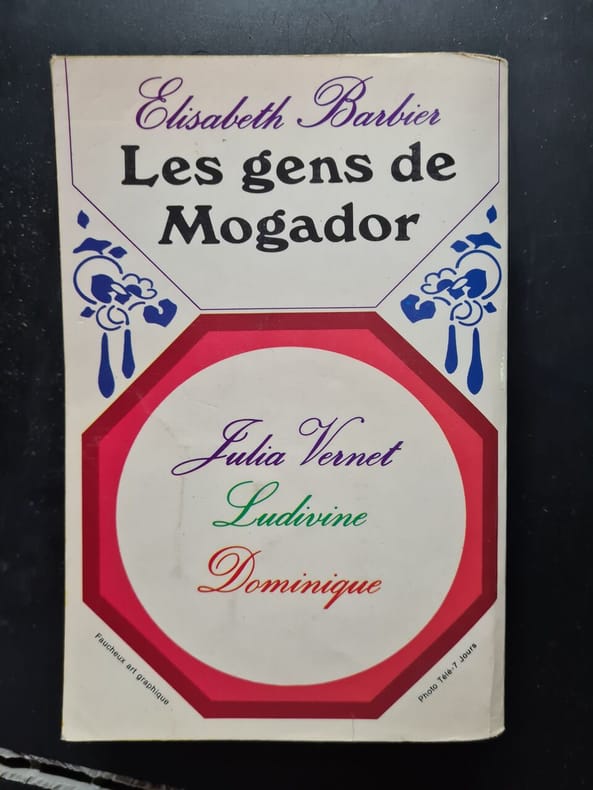 Elisabeth Barbier
Les gens de
Mogador
Julia Vernet
Ludivine
Dominique
Faucheux art graphique
Photo Télé-7 Jours